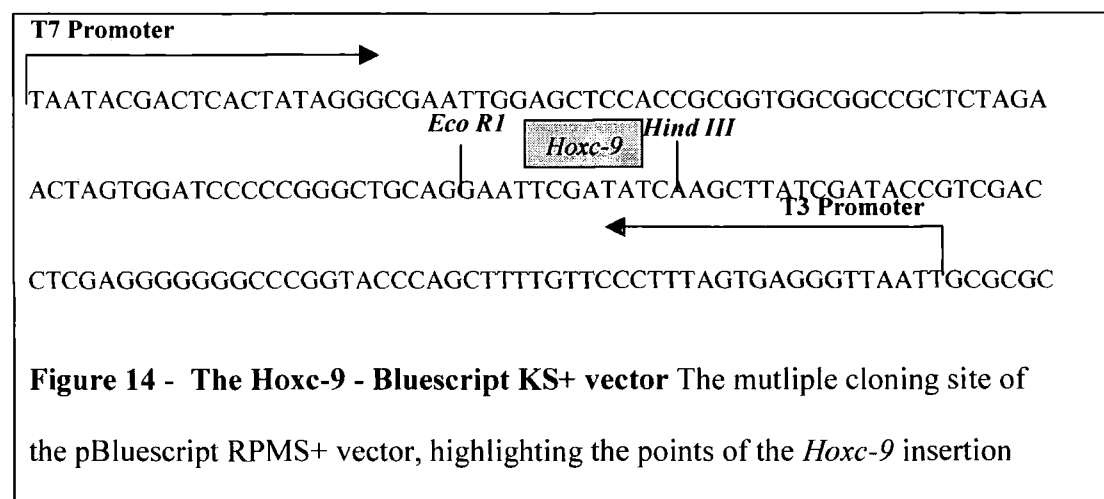 T7 Promoter
TAATACGACTCACTATAGGGCGAATTGGAGCTCCACCGCGGTGGCGGCCGCTCTAGA
Eco R1 Hoxc-9 Hind III
ACTAGTGGATCCCCCGGGCTGCAGGAATTCGATATCAAGCTTATCGATACCGTCGAC
T3 Promoter
CTCGAGGGGGGGCCCGGTACCCAGCTTTTGTTCCCTTTAGTGAGGGTTAATTGCGCGC
Figure 14 - The Hoxc-9 - Bluescript KS+ vector The mutliple cloning site of
the pBluescript RPMS+ vector, highlighting the points of the Hoxc-9 insertion